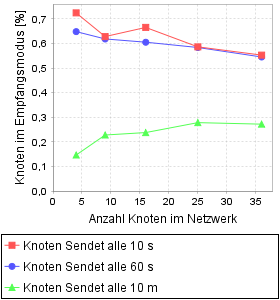 Knoten im Empfangsmodus [%]
0,7
0,6
0,5
0,4
0,3
0,2
0,1
0,0
0 5 10 15 20 25 30 35
Anzahl Knoten im Netzwerk
Knoten Sendet alle 10 s
Knoten Sendet alle 60 s
Knoten Sendet alle 10 m